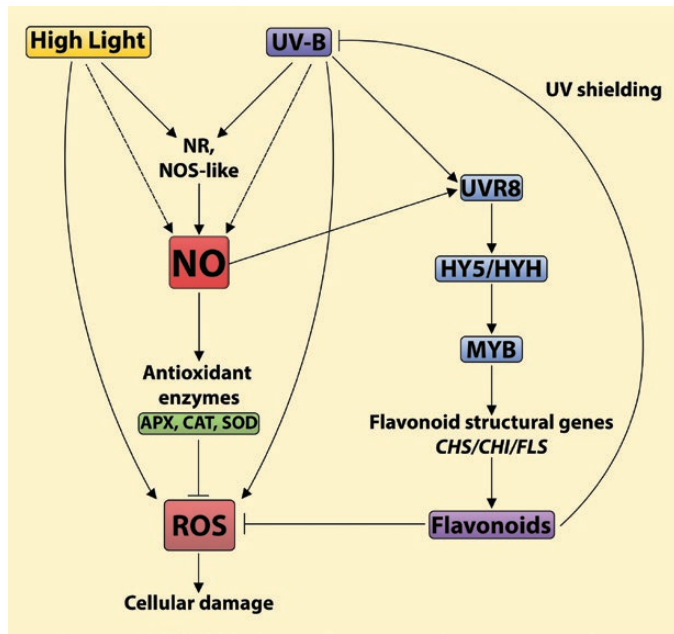 High Light
UV-B
UV shielding
NR,
NOS-like
UVR8
NO
HY5/HYH
MYB
Antioxidant
enzymes
APX, CAT, SOD
Flavonoid structural genes
CHS/CHI/FLS
ROS
Flavonoids
Cellular damage